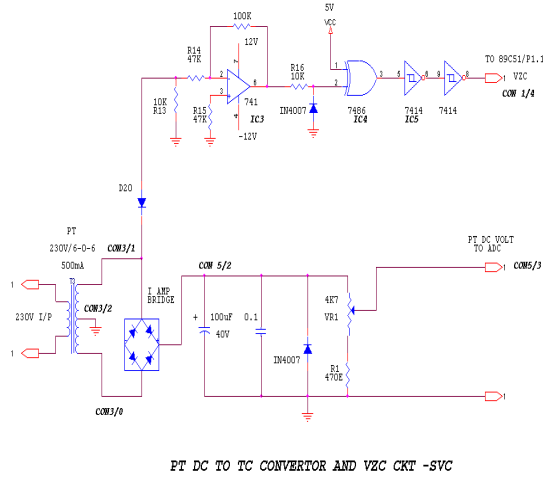 100K
5V
VCC
R14
47K
12V
7
2
3
6
4
741
IC3
-12V
10K
R13
R15
47K
R16
10K
IN4007
1
2
3
7486
IC4
5
6
7414
IC5
9
8
7414
TO 89C51/P1.1
1
VZC
CON 1/4
D20
PT
230V/6-0-6
500mA
CON3/1
CON3/2
CON3/0
1
230V I/P
1
1 AMP
BRIDGE
CON 5/2
+
100uF
40V
0.1
IN4007
4K7
VR1
R1
470E
PT DC VOLT
TO ADC
1
CON5/3
1
PT DC TO TC CONVERTOR AND VZC CKT -SVC